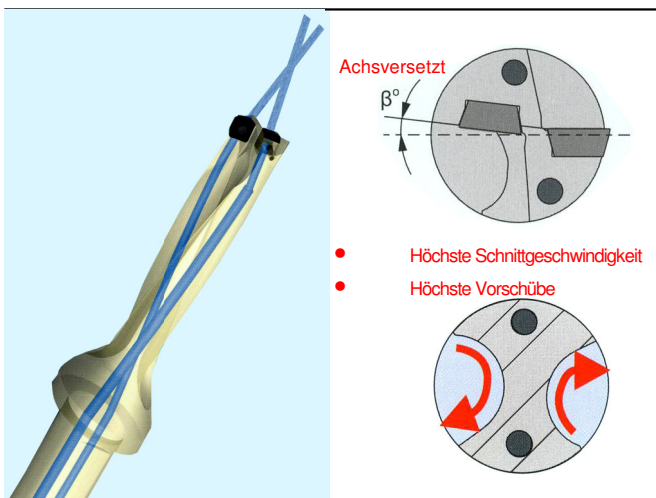 Achsversetzt
β°
Höchste Schnittgeschwindigkeit
Höchste Vorschübe